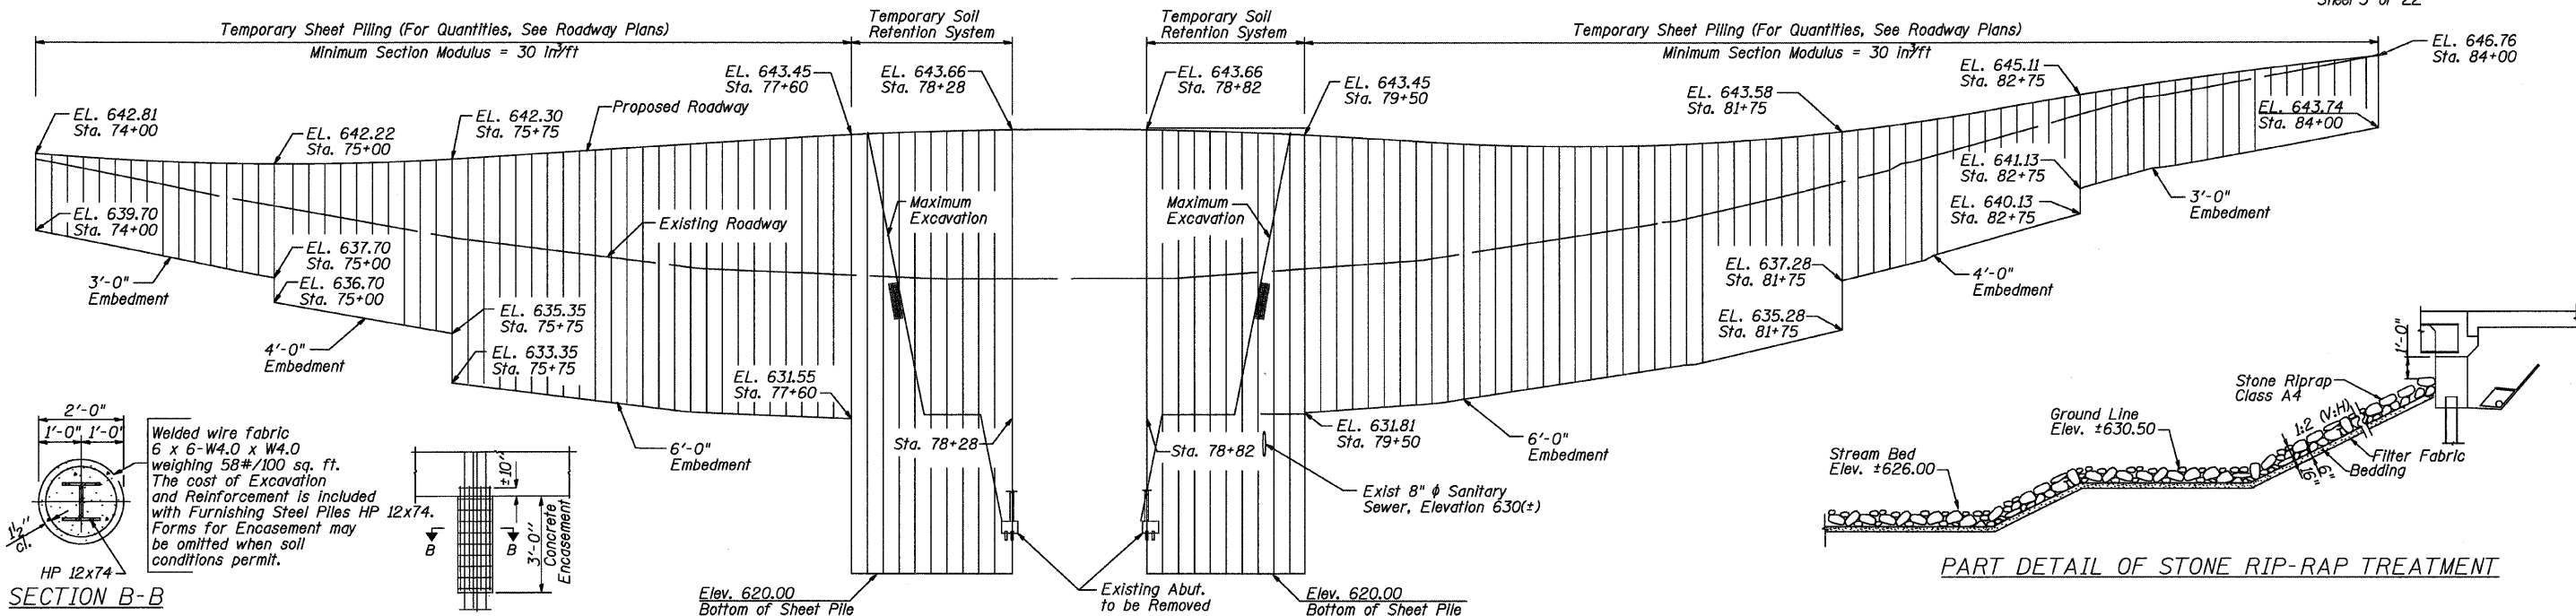 Sheet 5 of 22
Temporary Sheet Piling (For Quantities, See Roadway Plans)
Minimum Section Modulus = 30 in³/ft
Temporary Soil
Retention System
Temporary Soil
Retention System
Temporary Sheet Piling (For Quantities, See Roadway Plans)
Minimum Section Modulus = 30 in³/ft
EL. 642.81
Sta. 74+00
EL. 642.22
Sta. 75+00
EL. 642.30
Sta. 75+75
Proposed Roadway
EL. 643.45
Sta. 77+60
EL. 643.66
Sta. 78+28
EL. 643.66
Sta. 78+82
EL. 643.45
Sta. 79+50
EL. 643.58
Sta. 81+75
EL. 645.11
Sta. 82+75
EL. 646.76
Sta. 84+00
EL. 643.74
Sta. 84+00
EL. 639.70
Sta. 74+00
3'-0"
Embedment
EL. 637.70
Sta. 75+00
EL. 636.70
Sta. 75+00
4'-0"
Embedment
EL. 635.35
Sta. 75+75
EL. 633.35
Sta. 75+75
Existing Roadway
6'-0"
Embedment
EL. 631.55
Sta. 77+60
Maximum
Excavation
Sta. 78+28
Maximum
Excavation
Sta. 78+82
EL. 631.81
Sta. 79+50
Exist 8" ϕ Sanitary
Sewer, Elevation 630(±)
6'-0"
Embedment
EL. 637.28
Sta. 81+75
EL. 635.28
Sta. 81+75
4'-0"
Embedment
EL. 641.13
Sta. 82+75
EL. 640.13
Sta. 82+75
3'-0"
Embedment
Elev. 620.00
Bottom of Sheet Pile
Existing Abut.
to be Removed
Elev. 620.00
Bottom of Sheet Pile
2'-0"
1'-0" 1'-0"
1½"
cl.
HP 12x74
Welded wire fabric
6 x 6-W4.0 x W4.0
weighing 58#/100 sq. ft.
The cost of Excavation
and Reinforcement is included
with Furnishing Steel Piles HP 12x74.
Forms for Encasement may
be omitted when soil
conditions permit.
SECTION B-B
B
B
±10"
3'-0"
Concrete
Encasement
1'-0"
Stone Riprap
Class A4
Ground Line
Elev. ±630.50
1:2 (V:H)
Stream Bed
Elev. ±626.00
Filter Fabric
Bedding
16"
6"
PART DETAIL OF STONE RIP-RAP TREATMENT